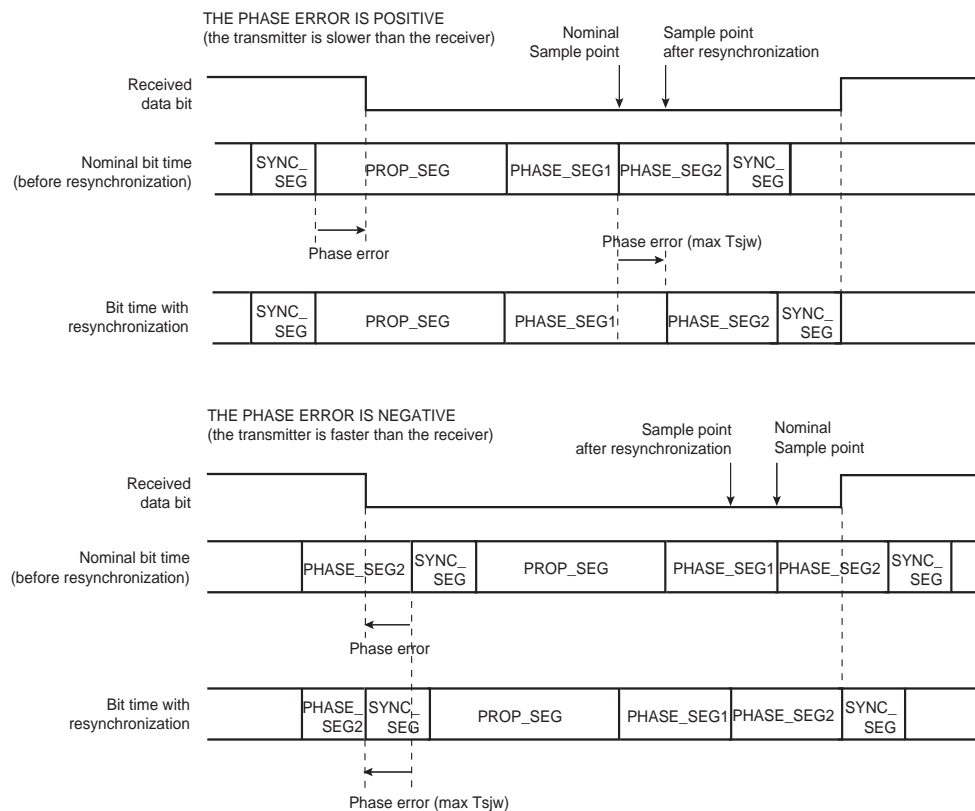 THE PHASE ERROR IS POSITIVE
(the transmitter is slower than the receiver)
Nominal
Sample point
Sample point
after resynchronization
Received
data bit
Nominal bit time
(before resynchronization)
SYNC_
SEG
PROP_SEG
PHASE_SEG1
PHASE_SEG2
SYNC_
SEG
Phase error
Phase error (max Tsjw)
Bit time with
resynchronization
SYNC_
SEG
PROP_SEG
PHASE_SEG1
PHASE_SEG2
SYNC_
SEG
THE PHASE ERROR IS NEGATIVE
(the transmitter is faster than the receiver)
Sample point
after resynchronization
Nominal
Sample point
Received
data bit
Nominal bit time
(before resynchronization)
PHASE_SEG2
SYNC_
SEG
PROP_SEG
PHASE_SEG1
PHASE_SEG2
SYNC_
SEG
Phase error
Bit time with
resynchronization
PHASE_
SEG2
SYNC_
SEG
PROP_SEG
PHASE_SEG1
PHASE_SEG2
SYNC_
SEG
Phase error (max Tsjw)